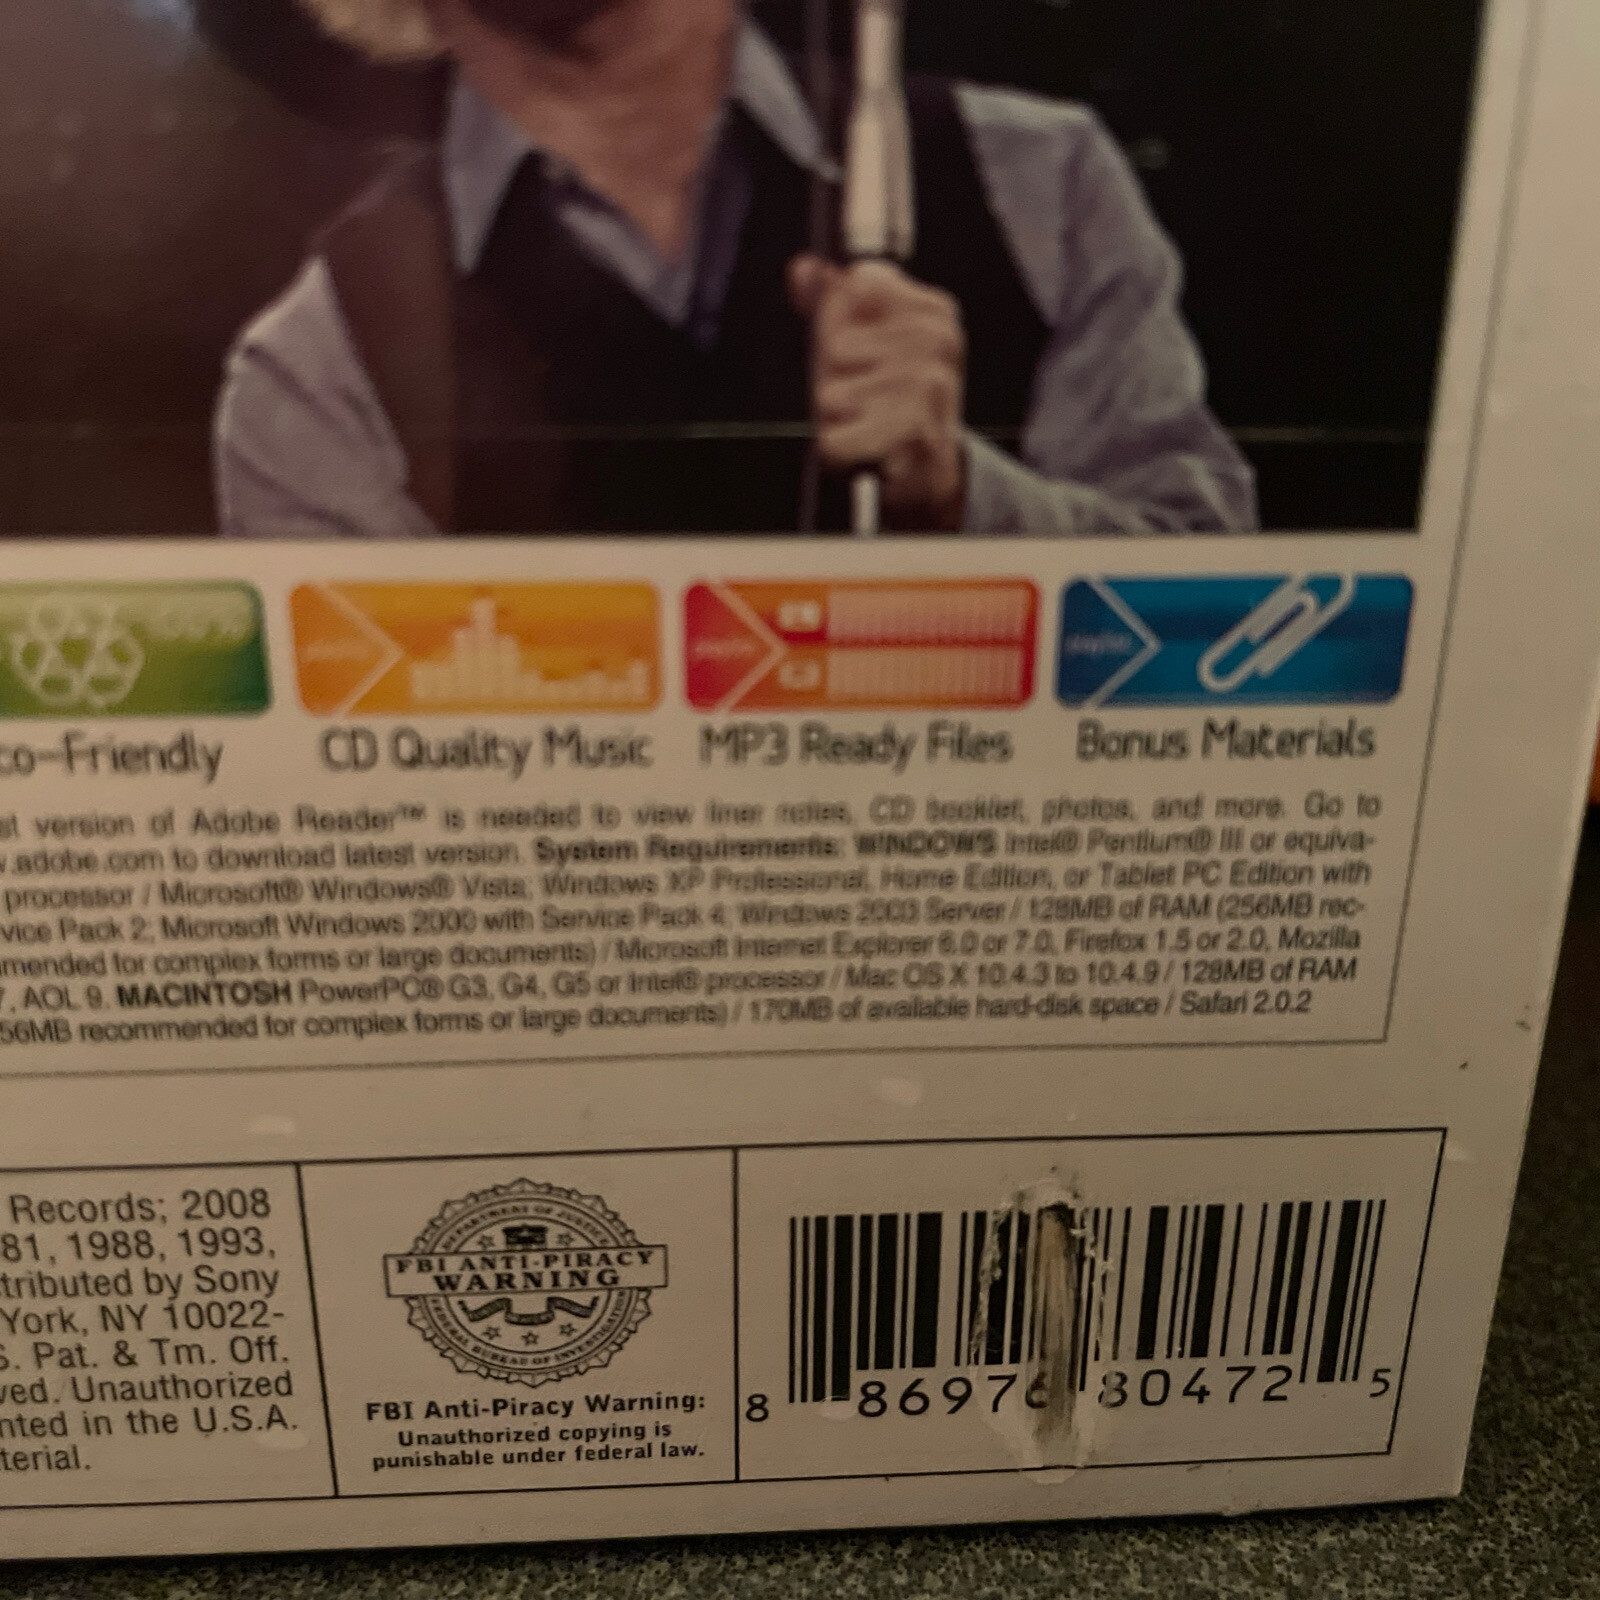 co-Friendly
CD Quality Music
MP3 Ready Files
Bonus Materials
st version of Adobe Reader™ is needed to view liner notes, CD booklet, photos, and more. Go to
.adobe.com to download latest version. System Requirements: WINDOWS Intel® Pentium® III or equiva-
processor / Microsoft® Windows® Vista; Windows XP Professional, Home Edition, or Tablet PC Edition with
vice Pack 2; Microsoft Windows 2000 with Service Pack 4; Windows 2003 Server / 128MB of RAM (256MB rec-
mmended for complex forms or large documents) / Microsoft Internet Explorer 6.0 or 7.0, Firefox 1.5 or 2.0, Mozilla
7, AOL 9. MACINTOSH PowerPC® G3, G4, G5 or Intel® processor / Mac OS X 10.4.3 to 10.4.9 / 128MB of RAM
56MB recommended for complex forms or large documents) / 170MB of available hard-disk space / Safari 2.0.2
Records; 2008
81, 1988, 1993,
tributed by Sony
York, NY 10022-
S. Pat. & Tm. Off.
ved. Unauthorized
nted in the U.S.A.
terial.
DEPARTMENT OF JUSTICE
FBI ANTI-PIRACY
WARNING
FEDERAL BUREAU OF INVESTIGATION
FBI Anti-Piracy Warning:
Unauthorized copying is
punishable under federal law.
8 86976 80472 5